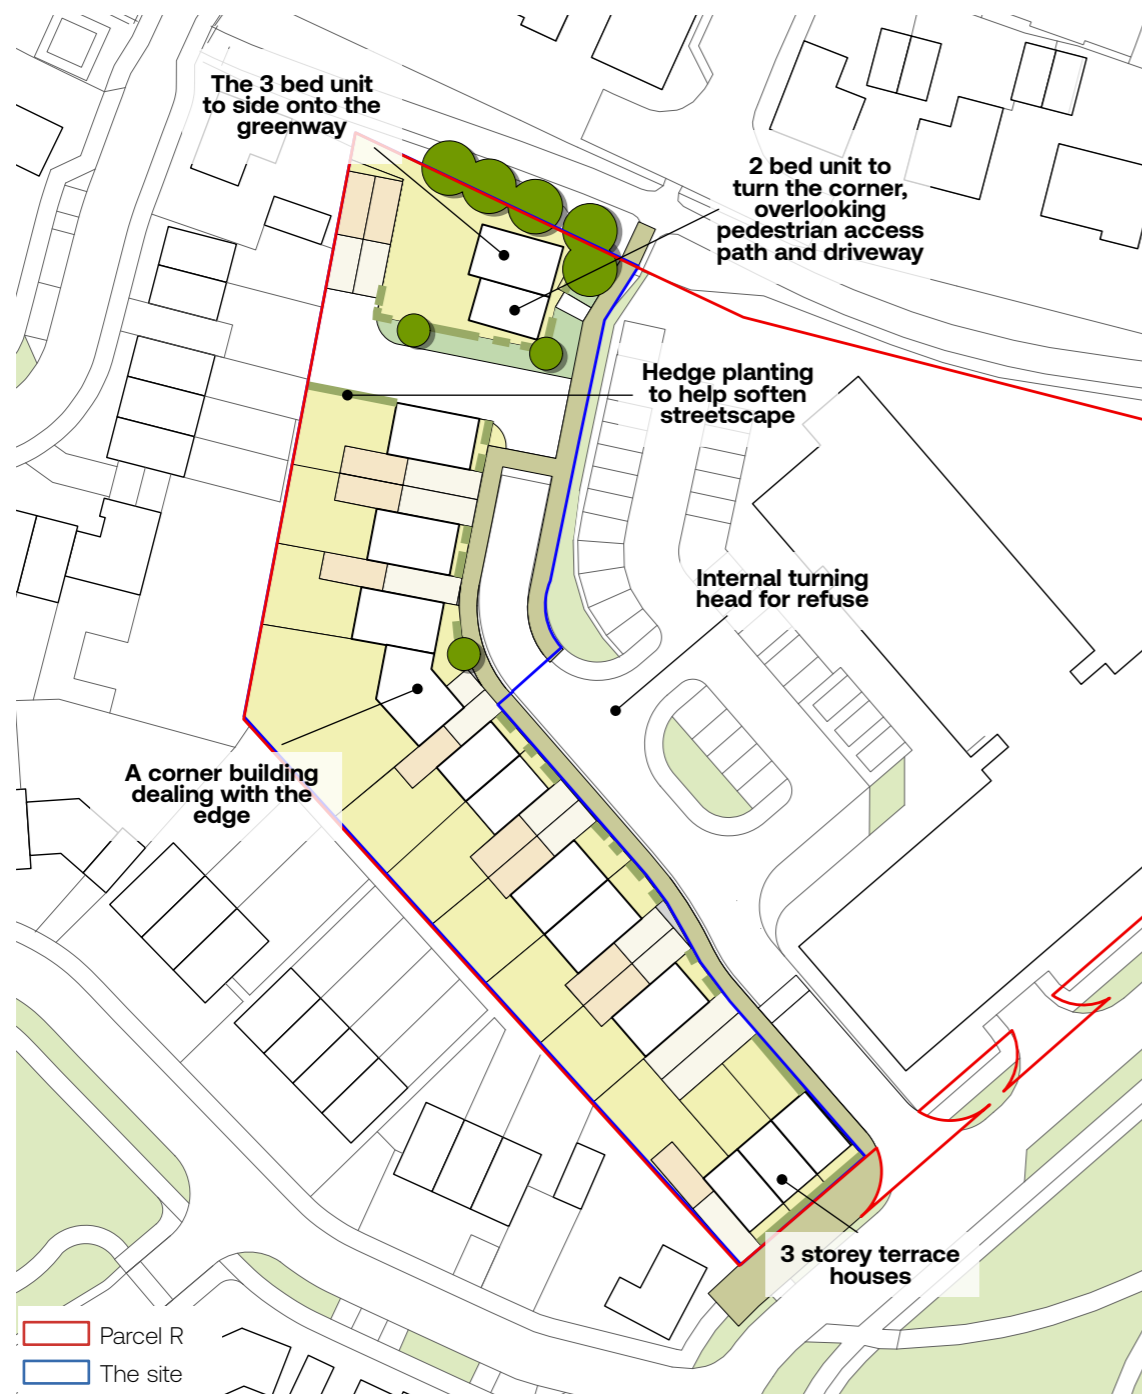 The 3 bed unit
to side onto the
greenway
2 bed unit to
turn the corner,
overlooking
pedestrian access
path and driveway
Hedge planting
to help soften
streetscape
Internal turning
head for refuse
A corner building
dealing with the
edge
3 storey terrace
houses
Parcel R
The site